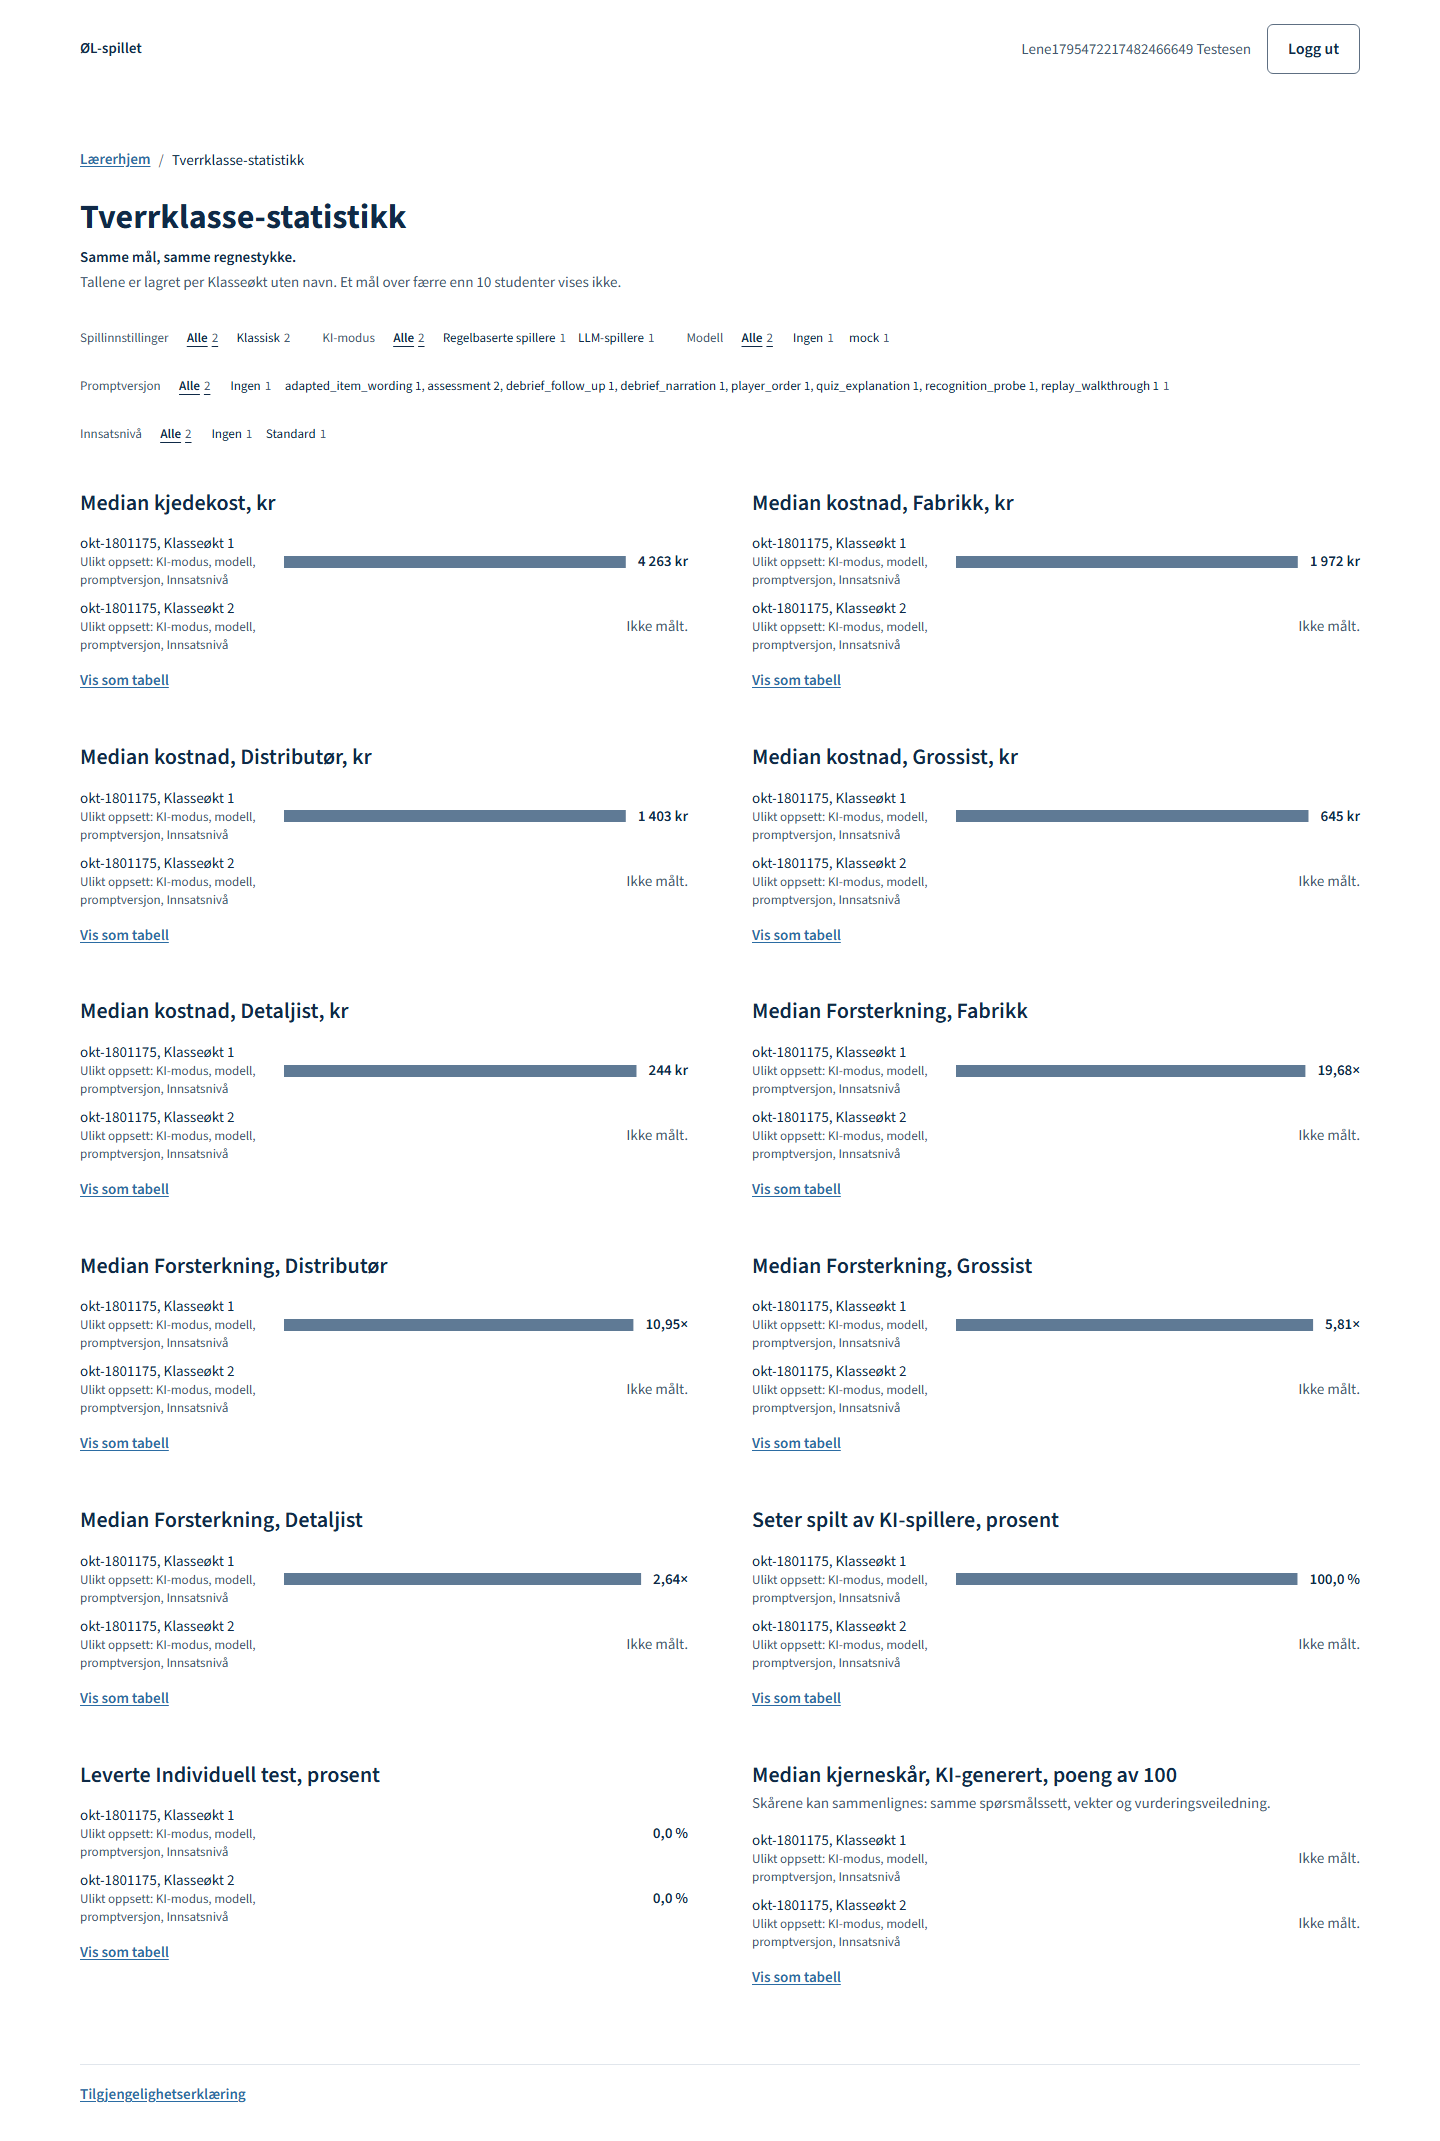 ØL-spillet
Lene1795472217482466649 Testesen
Logg ut
Lærerhjem / Tverrklasse-statistikk
Tverrklasse-statistikk
Samme mål, samme regnestykke.
Tallene er lagret per Klasseøkt uten navn. Et mål over færre enn 10 studenter vises ikke.
Spillinnstillinger Alle 2 Klassisk 2 KI-modus Alle 2 Regelbaserte spillere 1 LLM-spillere 1 Modell Alle 2 Ingen 1 mock 1
Promptversjon Alle 2 Ingen 1 adapted_item_wording 1, assessment 2, debrief_follow_up 1, debrief_narration 1, player_order 1, quiz_explanation 1, recognition_probe 1, replay_walkthrough 1 1
Innsatsnivå Alle 2 Ingen 1 Standard 1
Median kjedekost, kr
okt-1801175, Klasseøkt 1
Ulikt oppsett: KI-modus, modell,
promptversjon, Innsatsnivå
4 263 kr
okt-1801175, Klasseøkt 2
Ulikt oppsett: KI-modus, modell,
promptversjon, Innsatsnivå
Ikke målt.
Vis som tabell
Median kostnad, Fabrikk, kr
okt-1801175, Klasseøkt 1
Ulikt oppsett: KI-modus, modell,
promptversjon, Innsatsnivå
1 972 kr
okt-1801175, Klasseøkt 2
Ulikt oppsett: KI-modus, modell,
promptversjon, Innsatsnivå
Ikke målt.
Vis som tabell
Median kostnad, Distributør, kr
okt-1801175, Klasseøkt 1
Ulikt oppsett: KI-modus, modell,
promptversjon, Innsatsnivå
1 403 kr
okt-1801175, Klasseøkt 2
Ulikt oppsett: KI-modus, modell,
promptversjon, Innsatsnivå
Ikke målt.
Vis som tabell
Median kostnad, Grossist, kr
okt-1801175, Klasseøkt 1
Ulikt oppsett: KI-modus, modell,
promptversjon, Innsatsnivå
645 kr
okt-1801175, Klasseøkt 2
Ulikt oppsett: KI-modus, modell,
promptversjon, Innsatsnivå
Ikke målt.
Vis som tabell
Median kostnad, Detaljist, kr
okt-1801175, Klasseøkt 1
Ulikt oppsett: KI-modus, modell,
promptversjon, Innsatsnivå
244 kr
okt-1801175, Klasseøkt 2
Ulikt oppsett: KI-modus, modell,
promptversjon, Innsatsnivå
Ikke målt.
Vis som tabell
Median Forsterkning, Fabrikk
okt-1801175, Klasseøkt 1
Ulikt oppsett: KI-modus, modell,
promptversjon, Innsatsnivå
19,68×
okt-1801175, Klasseøkt 2
Ulikt oppsett: KI-modus, modell,
promptversjon, Innsatsnivå
Ikke målt.
Vis som tabell
Median Forsterkning, Distributør
okt-1801175, Klasseøkt 1
Ulikt oppsett: KI-modus, modell,
promptversjon, Innsatsnivå
10,95×
okt-1801175, Klasseøkt 2
Ulikt oppsett: KI-modus, modell,
promptversjon, Innsatsnivå
Ikke målt.
Vis som tabell
Median Forsterkning, Grossist
okt-1801175, Klasseøkt 1
Ulikt oppsett: KI-modus, modell,
promptversjon, Innsatsnivå
5,81×
okt-1801175, Klasseøkt 2
Ulikt oppsett: KI-modus, modell,
promptversjon, Innsatsnivå
Ikke målt.
Vis som tabell
Median Forsterkning, Detaljist
okt-1801175, Klasseøkt 1
Ulikt oppsett: KI-modus, modell,
promptversjon, Innsatsnivå
2,64×
okt-1801175, Klasseøkt 2
Ulikt oppsett: KI-modus, modell,
promptversjon, Innsatsnivå
Ikke målt.
Vis som tabell
Seter spilt av KI-spillere, prosent
okt-1801175, Klasseøkt 1
Ulikt oppsett: KI-modus, modell,
promptversjon, Innsatsnivå
100,0 %
okt-1801175, Klasseøkt 2
Ulikt oppsett: KI-modus, modell,
promptversjon, Innsatsnivå
Ikke målt.
Vis som tabell
Leverte Individuell test, prosent
okt-1801175, Klasseøkt 1
Ulikt oppsett: KI-modus, modell,
promptversjon, Innsatsnivå
0,0 %
okt-1801175, Klasseøkt 2
Ulikt oppsett: KI-modus, modell,
promptversjon, Innsatsnivå
0,0 %
Vis som tabell
Median kjerneskår, KI-generert, poeng av 100
Skårene kan sammenlignes: samme spørsmålssett, vekter og vurderingsveiledning.
okt-1801175, Klasseøkt 1
Ulikt oppsett: KI-modus, modell,
promptversjon, Innsatsnivå
Ikke målt.
okt-1801175, Klasseøkt 2
Ulikt oppsett: KI-modus, modell,
promptversjon, Innsatsnivå
Ikke målt.
Vis som tabell
Tilgjengelighetserklæring